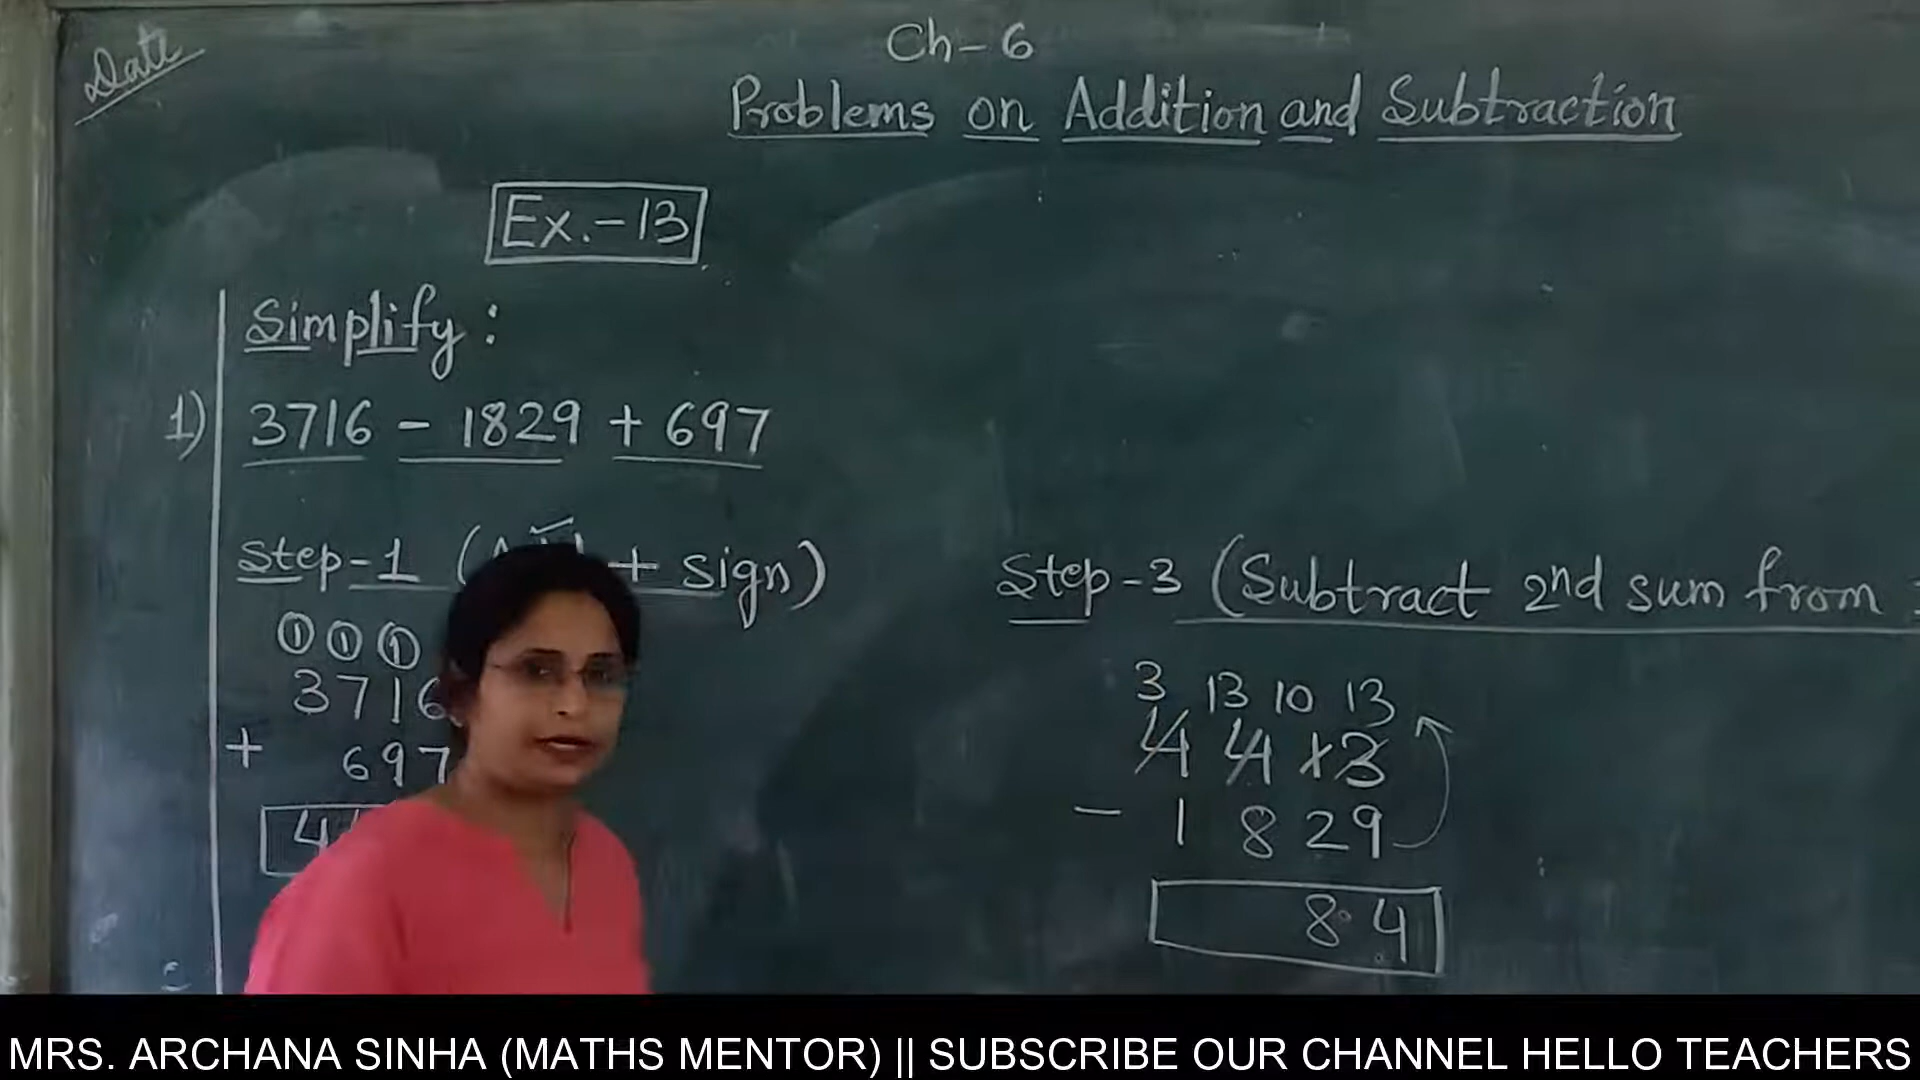 Date
Ch-6
Problems on Addition and Subtraction
Ex.-13
Simplify:
1) 3716 - 1829 + 697
Step-1 ( + sign)
1 1 1
3716
+ 697
4
Step-3 (Subtract 2nd sum from
3 13 10 13
4 4 1 3
- 1 8 2 9
8 4
MRS. ARCHANA SINHA (MATHS MENTOR) || SUBSCRIBE OUR CHANNEL HELLO TEACHERS